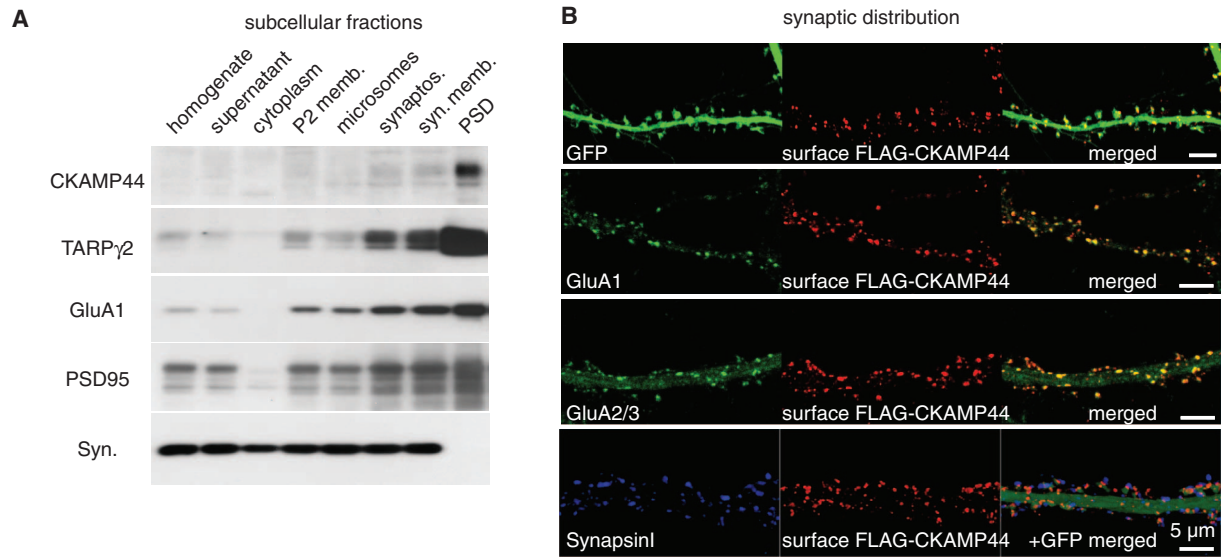 A
subcellular fractions
homogenate
supernatant
cytoplasm
P2 memb.
microsomes
synaptos.
syn. memb.
PSD
CKAMP44
TARPγ2
GluA1
PSD95
Syn.
B
synaptic distribution
GFP
surface FLAG-CKAMP44
merged
GluA1
surface FLAG-CKAMP44
merged
GluA2/3
surface FLAG-CKAMP44
merged
SynapsinI
surface FLAG-CKAMP44
+GFP merged
5 µm